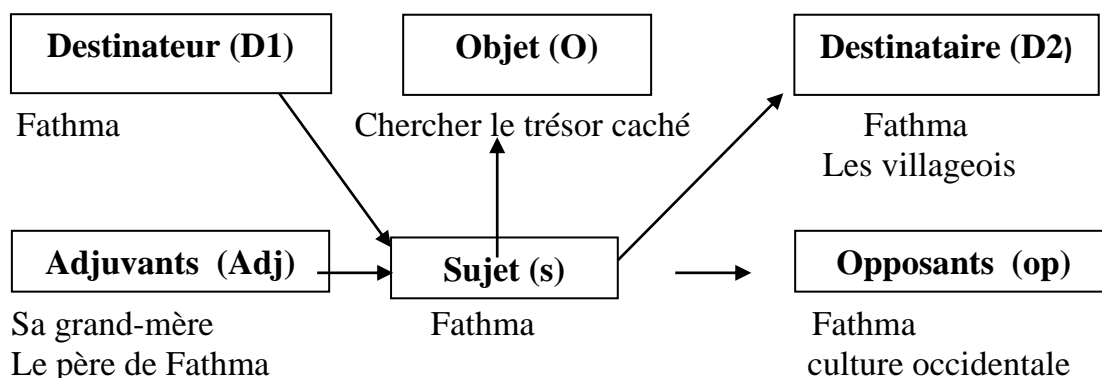 Destinateur (D1)
Objet (O)
Destinataire (D2)
Fathma
Chercher le trésor caché
Fathma
Les villageois
Adjuvants (Adj)
Sujet (s)
Opposants (op)
Sa grand-mère
Le père de Fathma
Fathma
Fathma
culture occidentale